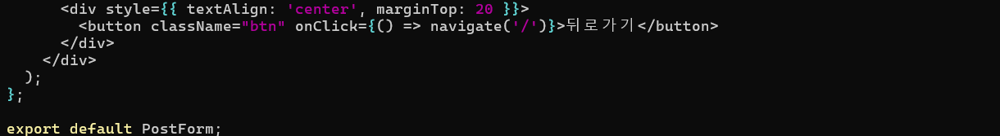 <div style={{ textAlign: 'center', marginTop: 20 }}>
<button className="btn" onClick={() => navigate('/')}>뒤로가기</button>
</div>
</div>
);
};
export default PostForm;